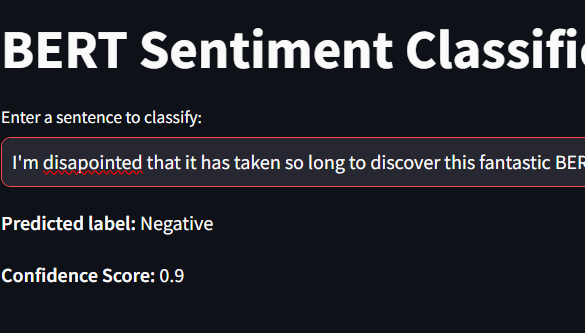 BERT Sentiment Classifi
Enter a sentence to classify:
I'm disapointed that it has taken so long to discover this fantastic BER
Predicted label: Negative
Confidence Score: 0.9